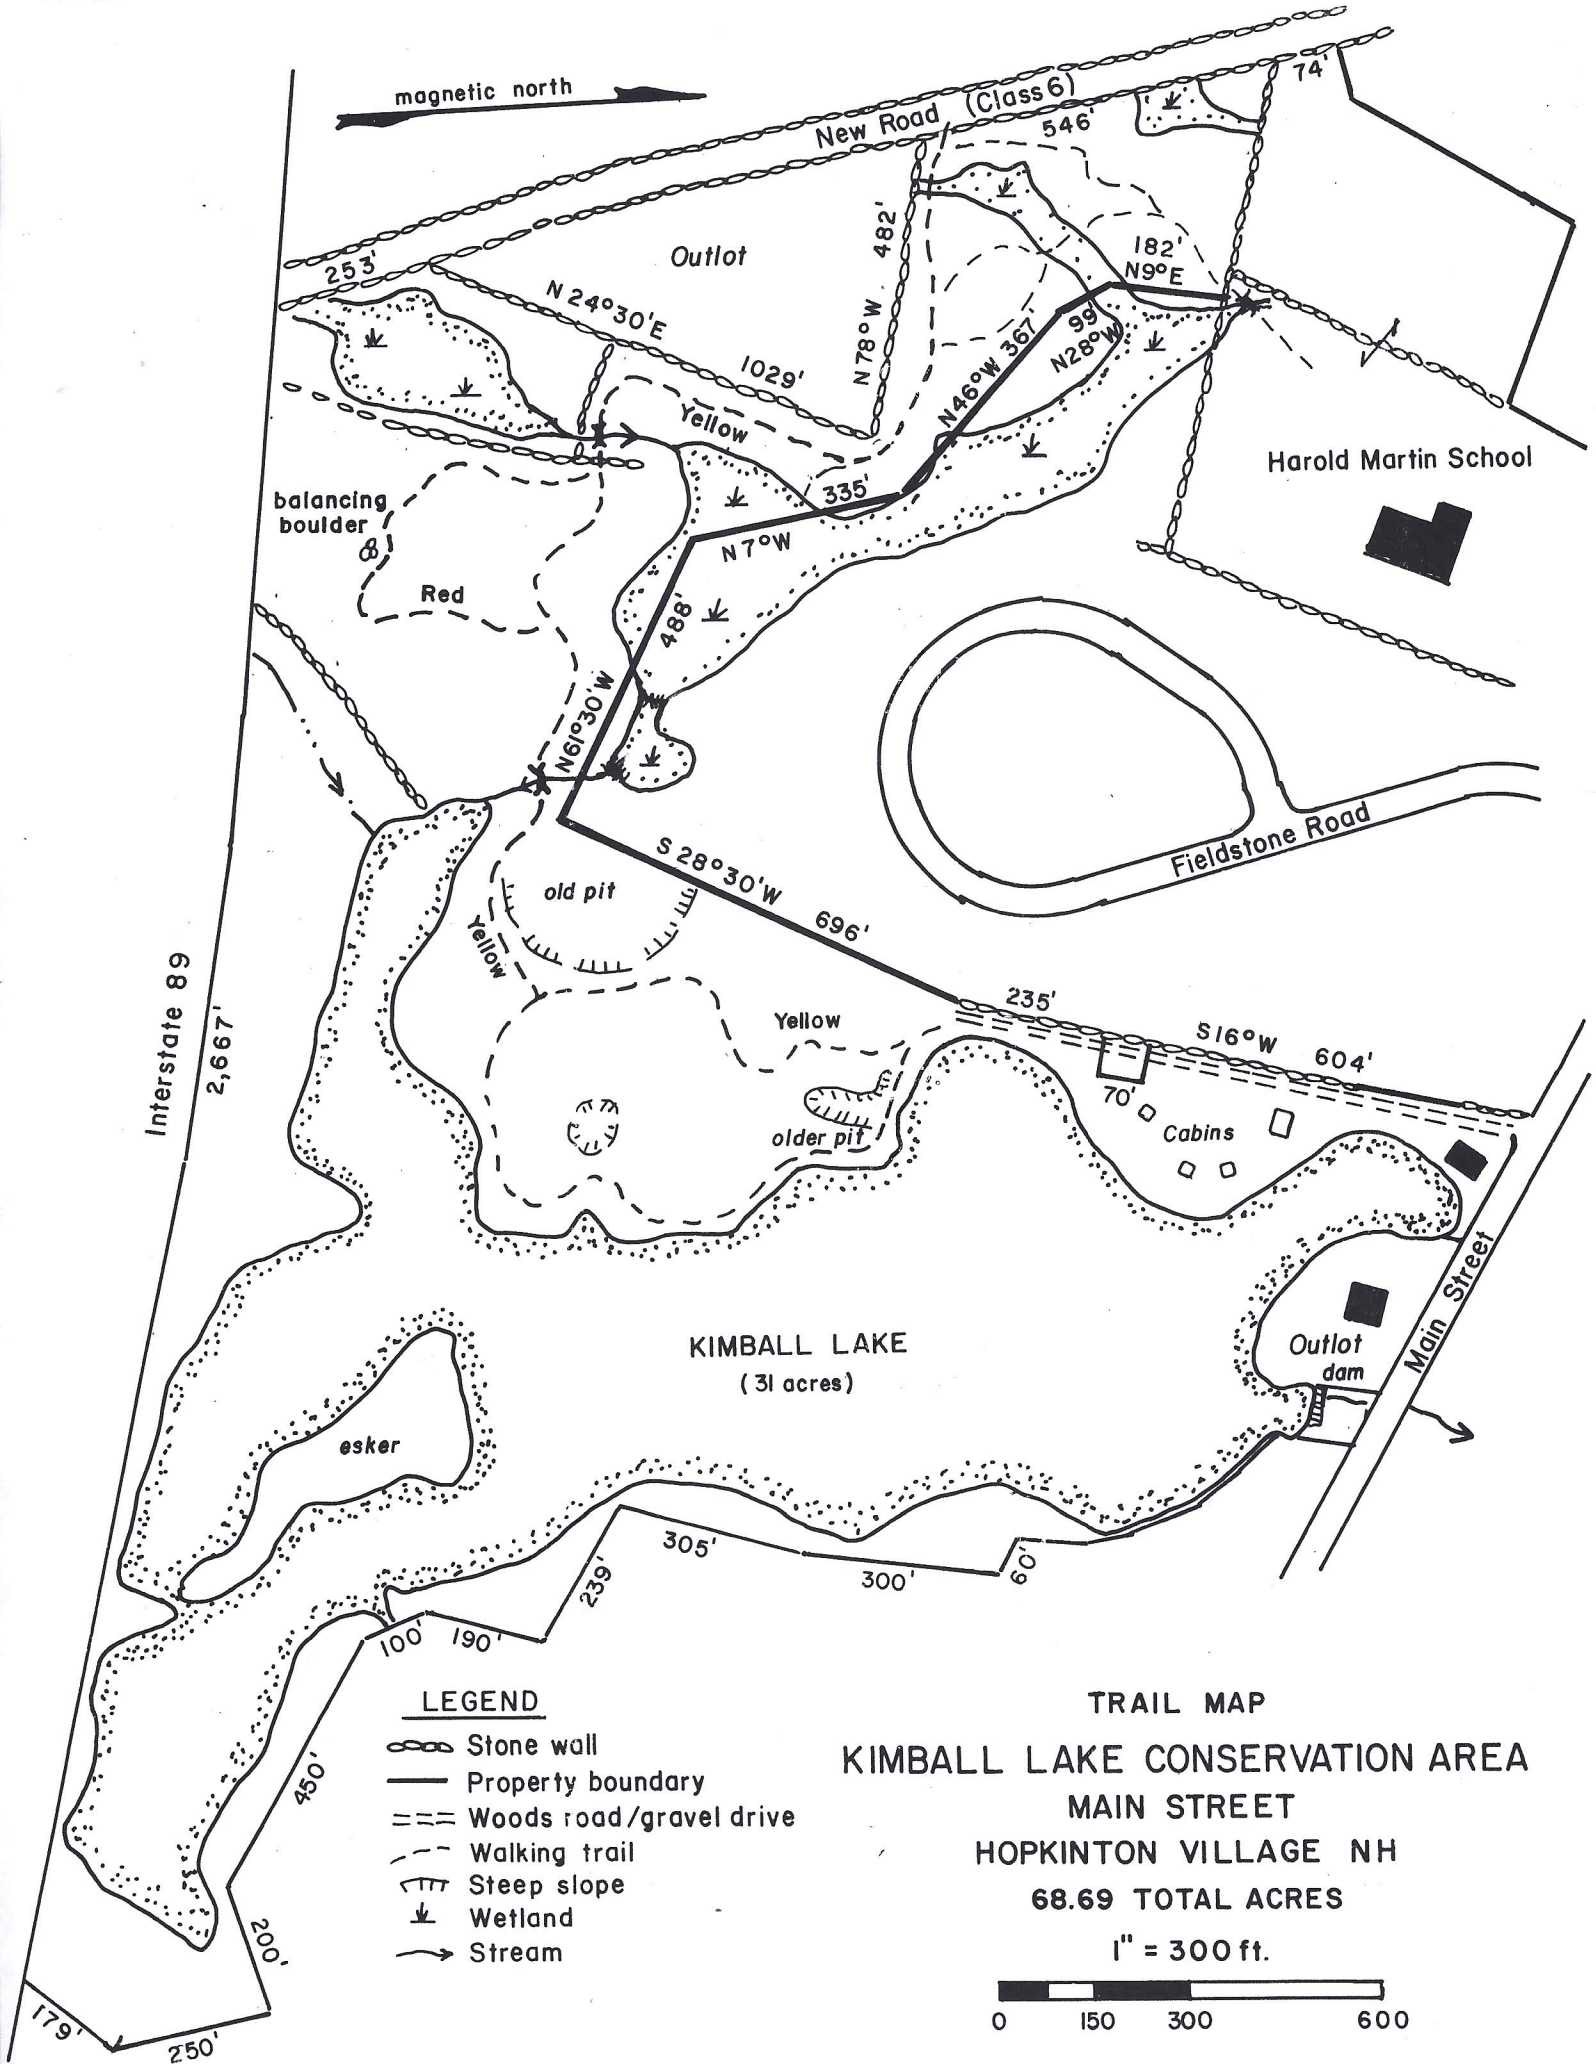 magnetic north
New Road (Class 6)
74'
546'
253'
Outlot
N 24°30'E
1029'
N78°W 482'
182'
N9°E
99'
N28°W
N46°W 367
Yellow
335'
N7°W
balancing
boulder
Red
Harold Martin School
488'
N61°30'W
Fieldstone Road
old pit
Yellow
S 28°30'W 696'
Interstate 89
2,667'
Yellow
235'
S16°W 604'
70'
Cabins
older pit
Main Street
KIMBALL LAKE
(31 acres)
Outlot
dam
esker
305'
300'
60'
239'
100'
190'
450'
200'
179'
250'
LEGEND
Stone wall
Property boundary
Woods road/gravel drive
Walking trail
Steep slope
Wetland
Stream
TRAIL MAP
KIMBALL LAKE CONSERVATION AREA
MAIN STREET
HOPKINTON VILLAGE NH
68.69 TOTAL ACRES
1" = 300 ft.
0 150 300 600